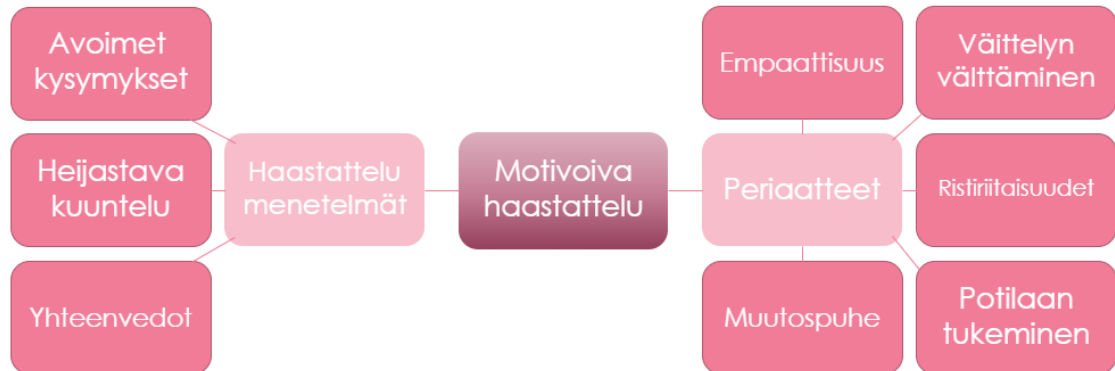 Avoimet
kysymykset
Heijastava
kuuntelu
Yhteenvedot
Haastattelu
menetelmät
Motivoiva
haastattelu
Periaatteet
Empaattisuus
Väittelyn
välttäminen
Ristiriitaisuudet
Muutospuhe
Potilaan
tukeminen